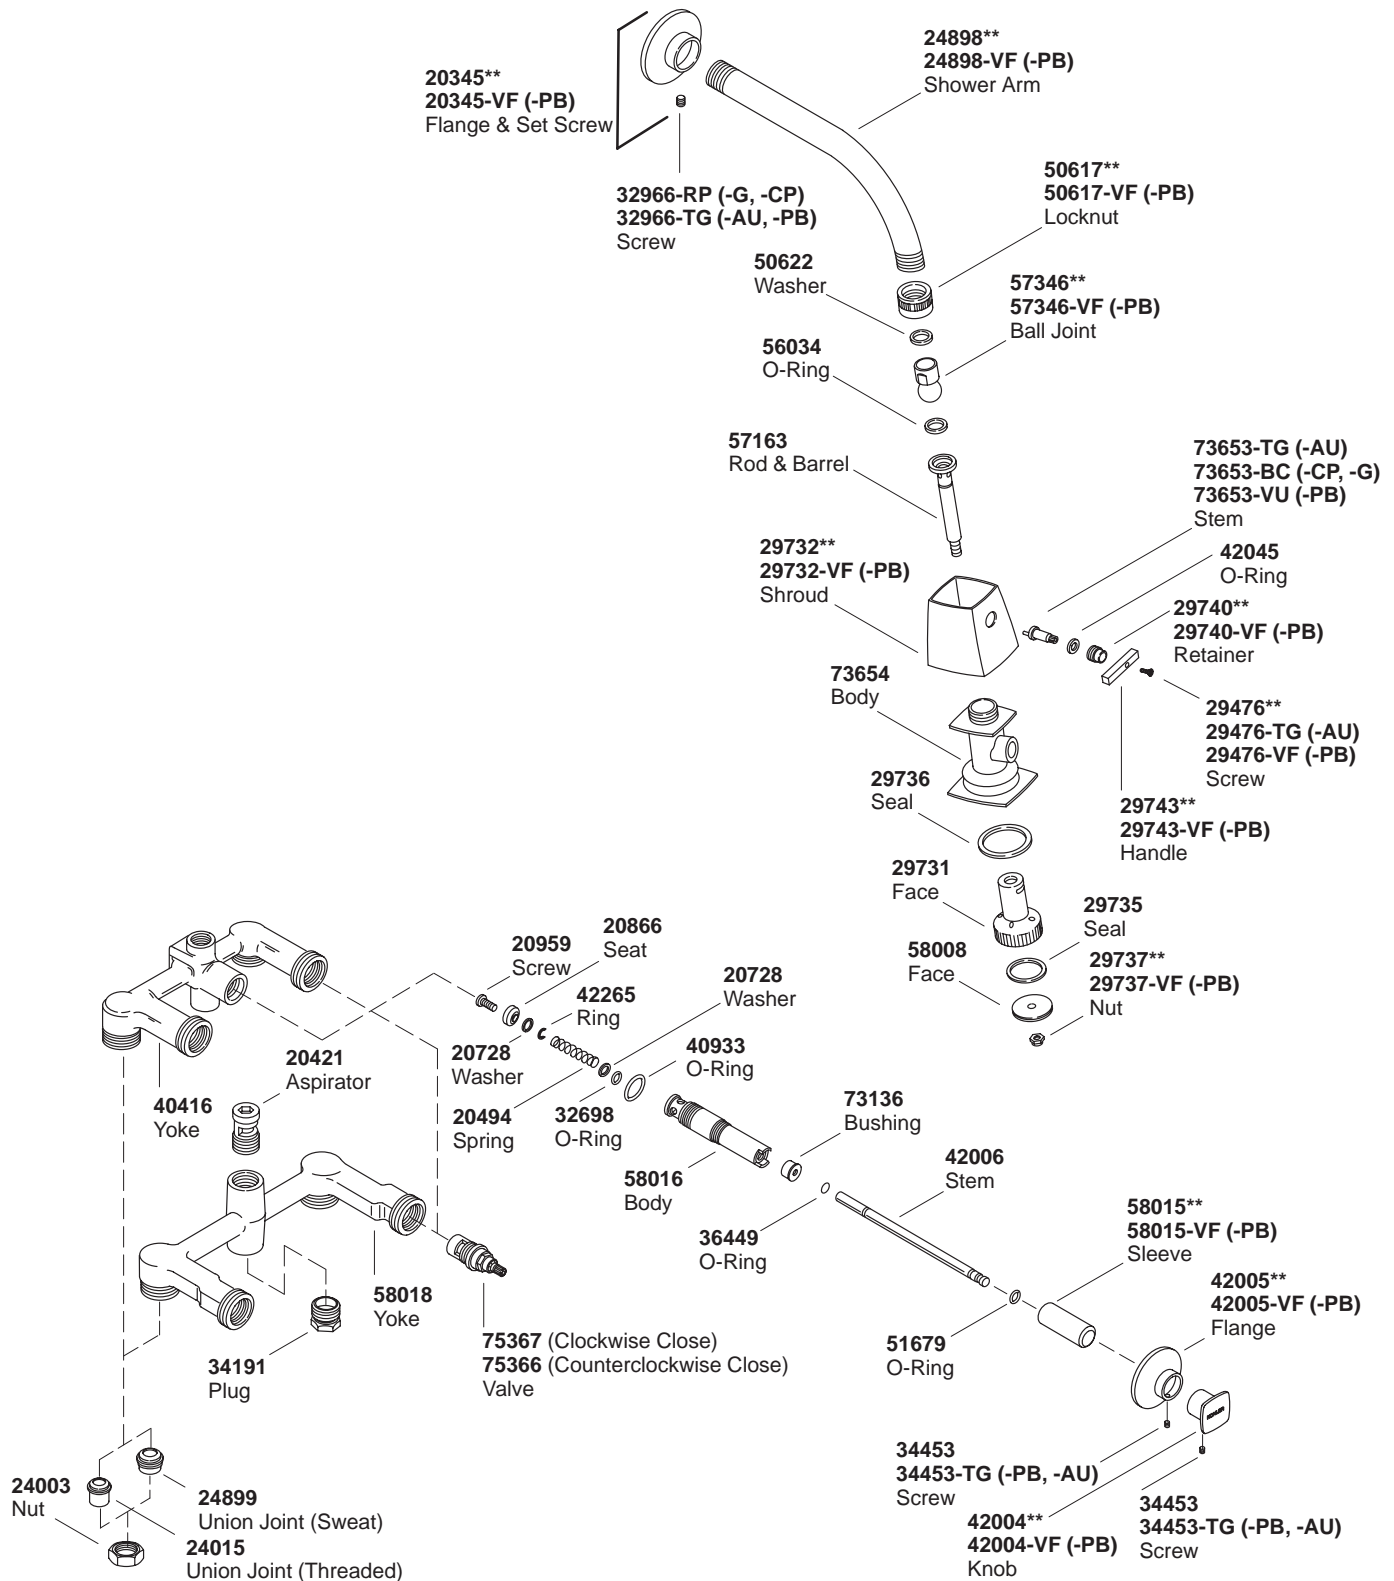 24898**
24898-VF (-PB)
Shower Arm
20345**
20345-VF (-PB)
Flange & Set Screw
32966-RP (-G, -CP)
32966-TG (-AU, -PB)
Screw
50617**
50617-VF (-PB)
Locknut
50622
Washer
57346**
57346-VF (-PB)
Ball Joint
56034
O-Ring
57163
Rod & Barrel
73653-TG (-AU)
73653-BC (-CP, -G)
73653-VU (-PB)
Stem
29732**
29732-VF (-PB)
Shroud
42045
O-Ring
29740**
29740-VF (-PB)
Retainer
73654
Body
29476**
29476-TG (-AU)
29476-VF (-PB)
Screw
29736
Seal
29743**
29743-VF (-PB)
Handle
29731
Face
29735
Seal
58008
Face
29737**
29737-VF (-PB)
Nut
20866
Seat
20959
Screw
20728
Washer
42265
Ring
40933
O-Ring
20728
Washer
20421
Aspirator
40416
Yoke
20494
Spring
32698
O-Ring
73136
Bushing
58016
Body
42006
Stem
36449
O-Ring
58015**
58015-VF (-PB)
Sleeve
42005**
42005-VF (-PB)
Flange
58018
Yoke
75367 (Clockwise Close)
75366 (Counterclockwise Close)
Valve
51679
O-Ring
34191
Plug
KOHLER
34453
34453-TG (-PB, -AU)
Screw
24003
Nut
24899
Union Joint (Sweat)
24015
Union Joint (Threaded)
42004**
42004-VF (-PB)
Knob
34453
34453-TG (-PB, -AU)
Screw